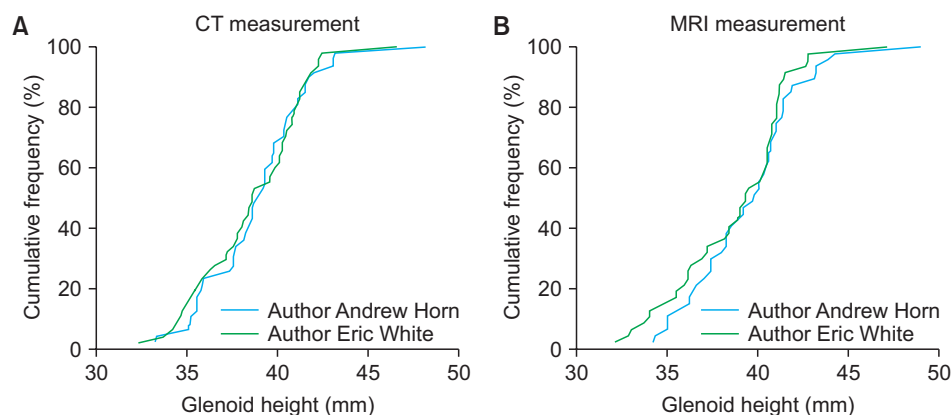 A
CT measurement
Cumulative frequency (%)
100
80
60
40
20
0
Author Andrew Horn
Author Eric White
30
35
40
45
50
Glenoid height (mm)
B
MRI measurement
Cumulative frequency (%)
100
80
60
40
20
0
Author Andrew Horn
Author Eric White
30
35
40
45
50
Glenoid height (mm)